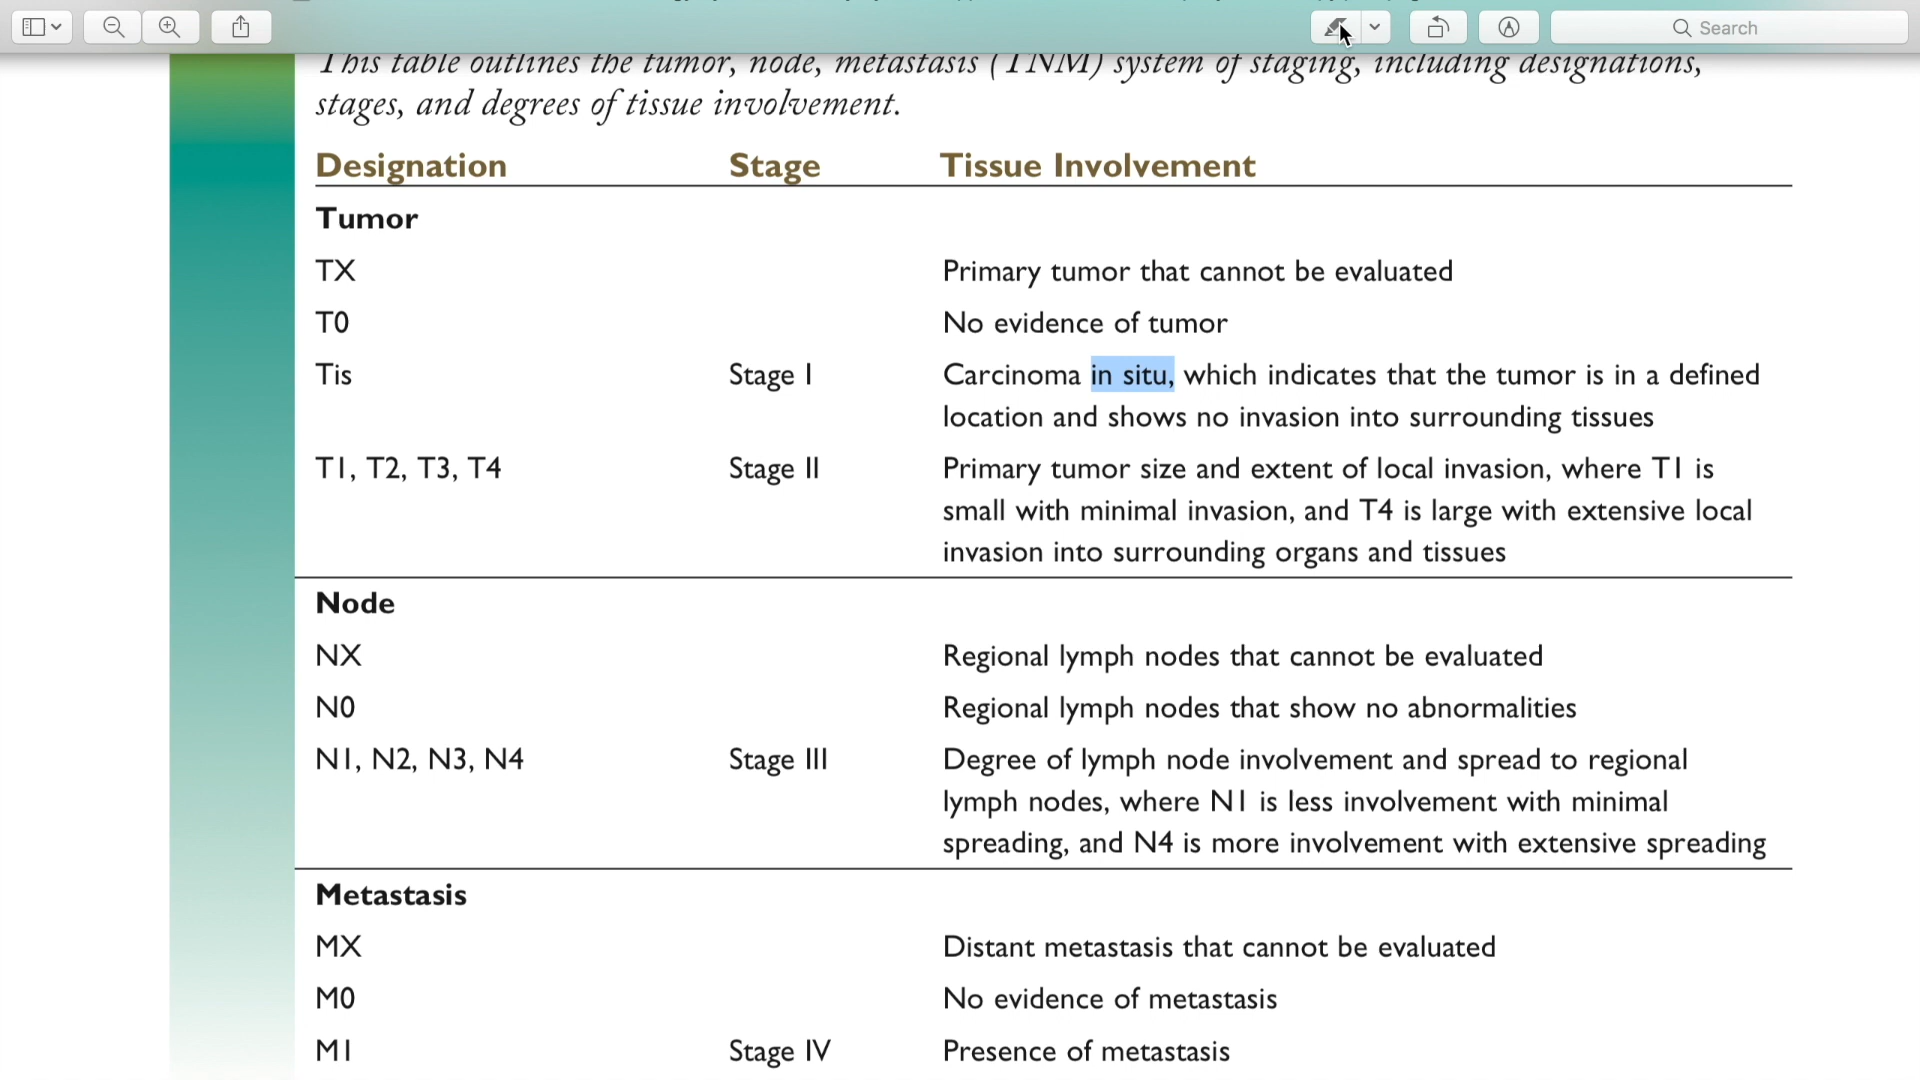 Search
This table outlines the tumor, node, metastasis (TNM) system of staging, including designations,
stages, and degrees of tissue involvement.
Designation Stage Tissue Involvement
Tumor
TX Primary tumor that cannot be evaluated
T0 No evidence of tumor
Tis Stage I Carcinoma in situ, which indicates that the tumor is in a defined
location and shows no invasion into surrounding tissues
T1, T2, T3, T4 Stage II Primary tumor size and extent of local invasion, where T1 is
small with minimal invasion, and T4 is large with extensive local
invasion into surrounding organs and tissues
Node
NX Regional lymph nodes that cannot be evaluated
N0 Regional lymph nodes that show no abnormalities
N1, N2, N3, N4 Stage III Degree of lymph node involvement and spread to regional
lymph nodes, where N1 is less involvement with minimal
spreading, and N4 is more involvement with extensive spreading
Metastasis
MX Distant metastasis that cannot be evaluated
M0 No evidence of metastasis
M1 Stage IV Presence of metastasis